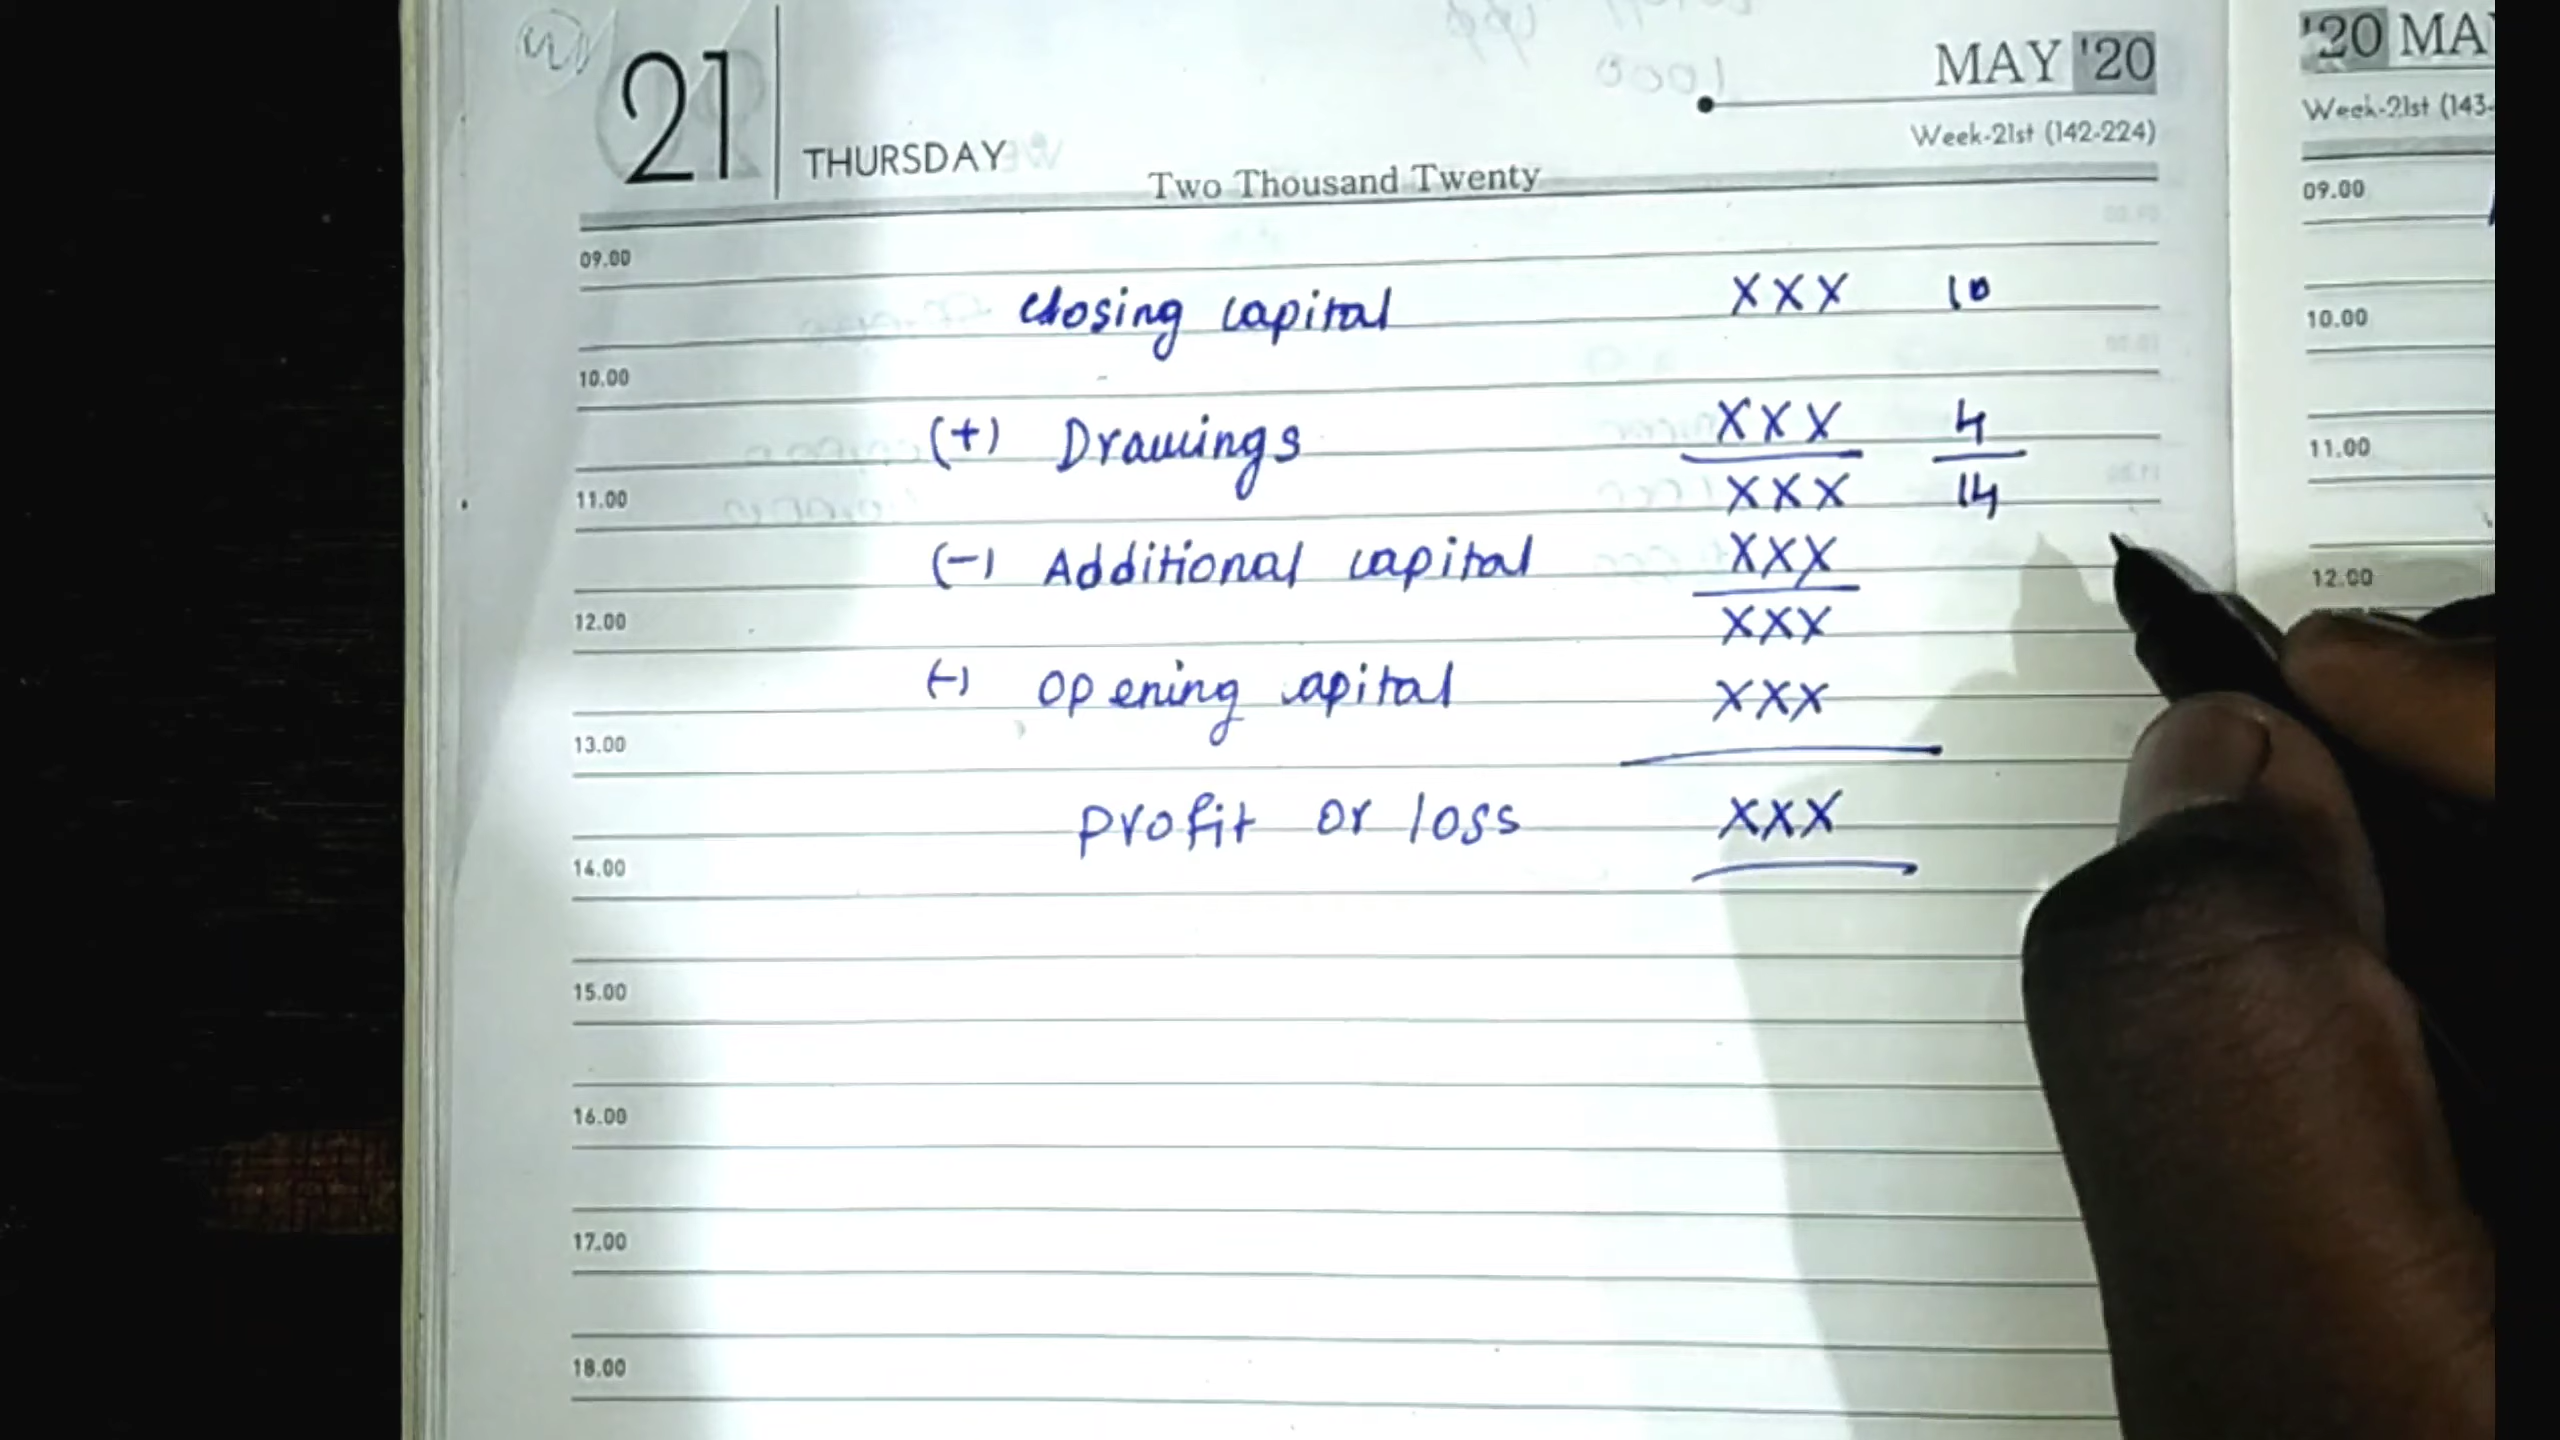 21 THURSDAY
MAY '20
Week-21st (142-224)
Two Thousand Twenty
09.00
closing capital XXX 10
10.00
(+) Drawings XXX 4
11.00 XXX 14
(-) Additional capital XXX
12.00 XXX
(-) opening capital XXX
13.00
profit or loss XXX
14.00
15.00
16.00
17.00
18.00
'20 MA
Week-21st (143-
09.00
10.00
11.00
12.00